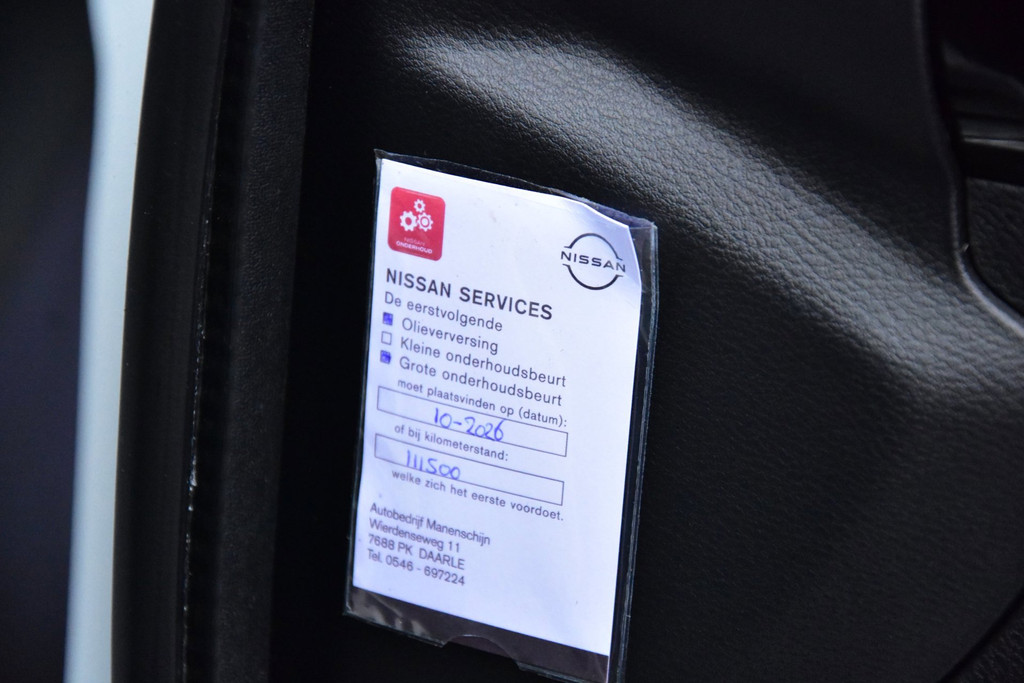 NISSAN
ONDERHOUD
NISSAN
NISSAN SERVICES
De eerstvolgende
Olieverversing
Kleine onderhoudsbeurt
Grote onderhoudsbeurt
moet plaatsvinden op (datum):
10-2026
of bij kilometerstand:
111500
welke zich het eerste voordoet.
Autobedrijf Manenschijn
Wierdenseweg 11
7688 PK DAARLE
Tel. 0546 - 697224